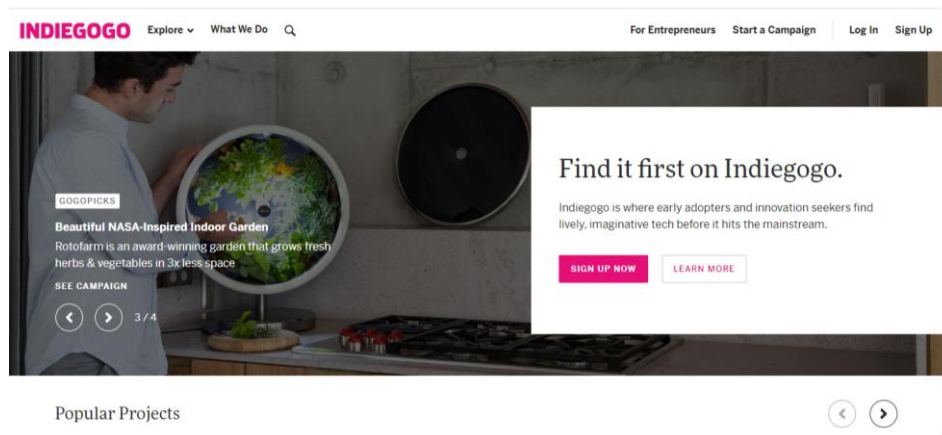 INDIEGOGO Explore What We Do For Entrepreneurs Start a Campaign Log In Sign Up
GOGOPICKS
Beautiful NASA-Inspired Indoor Garden
Rotofarm is an award-winning garden that grows fresh
herbs & vegetables in 3x less space
SEE CAMPAIGN
3/4
Find it first on Indiegogo.
Indiegogo is where early adopters and innovation seekers find
lively, imaginative tech before it hits the mainstream.
SIGN UP NOW LEARN MORE
Popular Projects